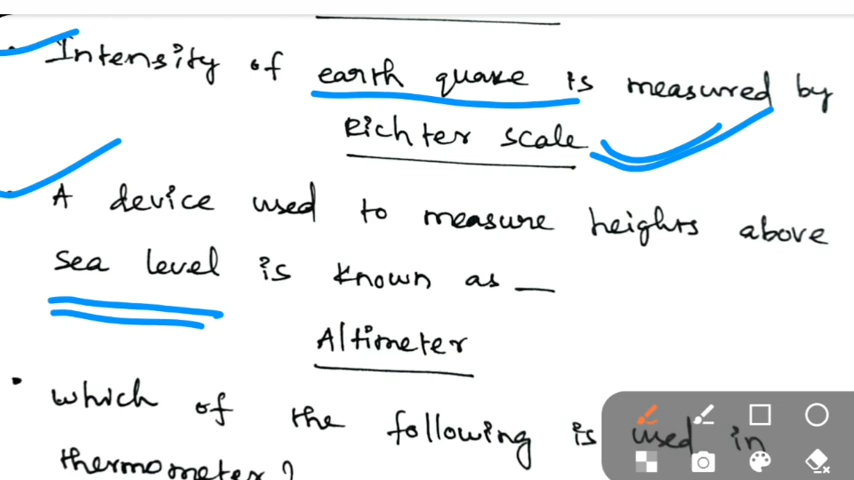 Intensity of earth quake is measured by
Richter scale
A device used to measure heights above
sea level is known as __
Altimeter
which of the following is used in
thermometer?